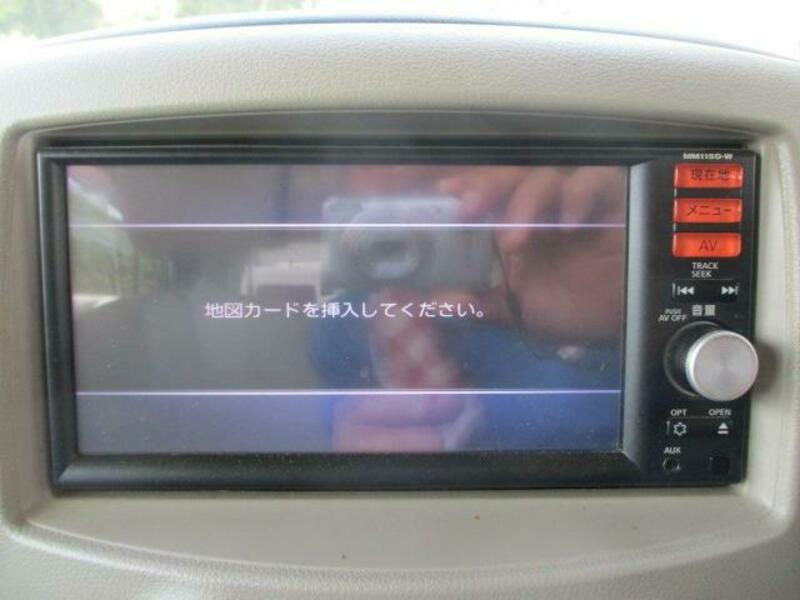 MM115D-W
現在地
メニュー
AV
TRACK
SEEK
音量
PUSH
AV OFF
地図カードを挿入してください。
OPT
OPEN
AUX